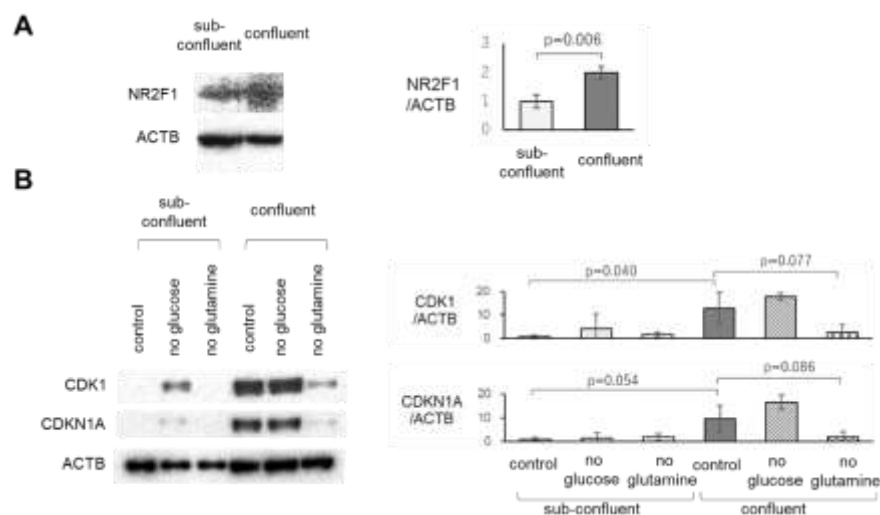 A
sub-
confluent confluent
NR2F1
ACTB
p=0.006
NR2F1
/ACTB
3
2
1
0
sub-
confluent
confluent
B
sub-
confluent
confluent
control
no glucose
no glutamine
control
no glucose
no glutamine
CDK1
CDKN1A
ACTB
p=0.040
p=0.077
CDK1
/ACTB
20
10
0
p=0.054
p=0.086
CDKN1A
/ACTB
20
10
0
control
no
glucose
no
glutamine
control
no
glucose
no
glutamine
sub-confluent
confluent